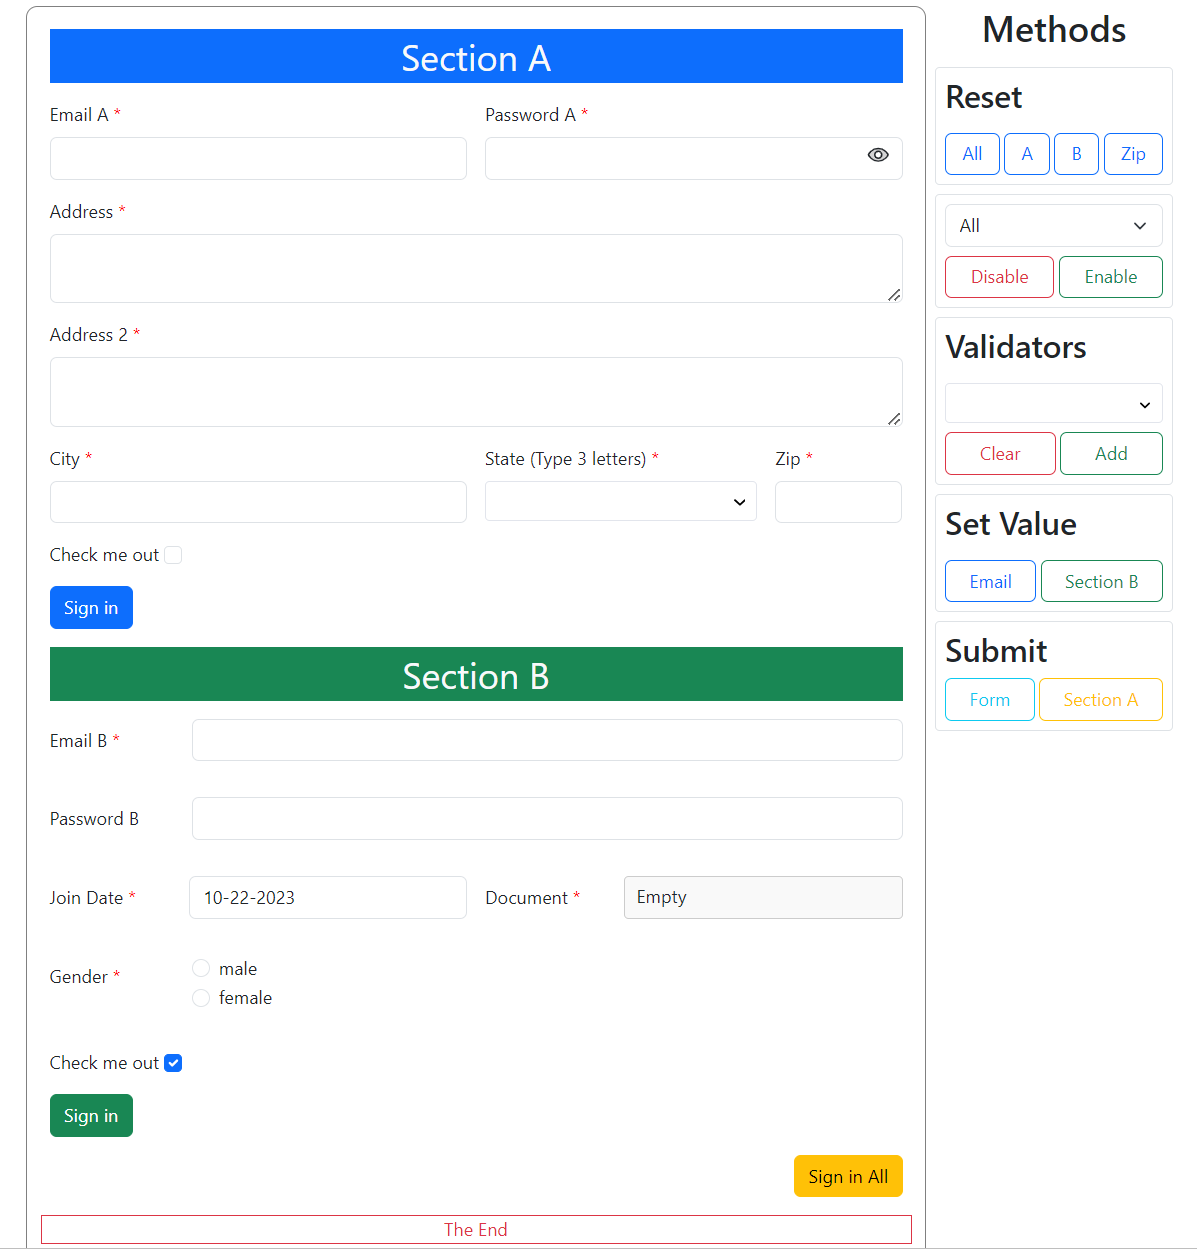 Section A
Email A *
Password A *
Address *
Address 2 *
City *
State (Type 3 letters) *
Zip *
Check me out
Sign in
Section B
Email B *
Password B
Join Date *
10-22-2023
Document *
Empty
Gender *
male
female
Check me out
Sign in
Sign in All
The End
Methods
Reset
All
A
B
Zip
All
Disable
Enable
Validators
Clear
Add
Set Value
Email
Section B
Submit
Form
Section A